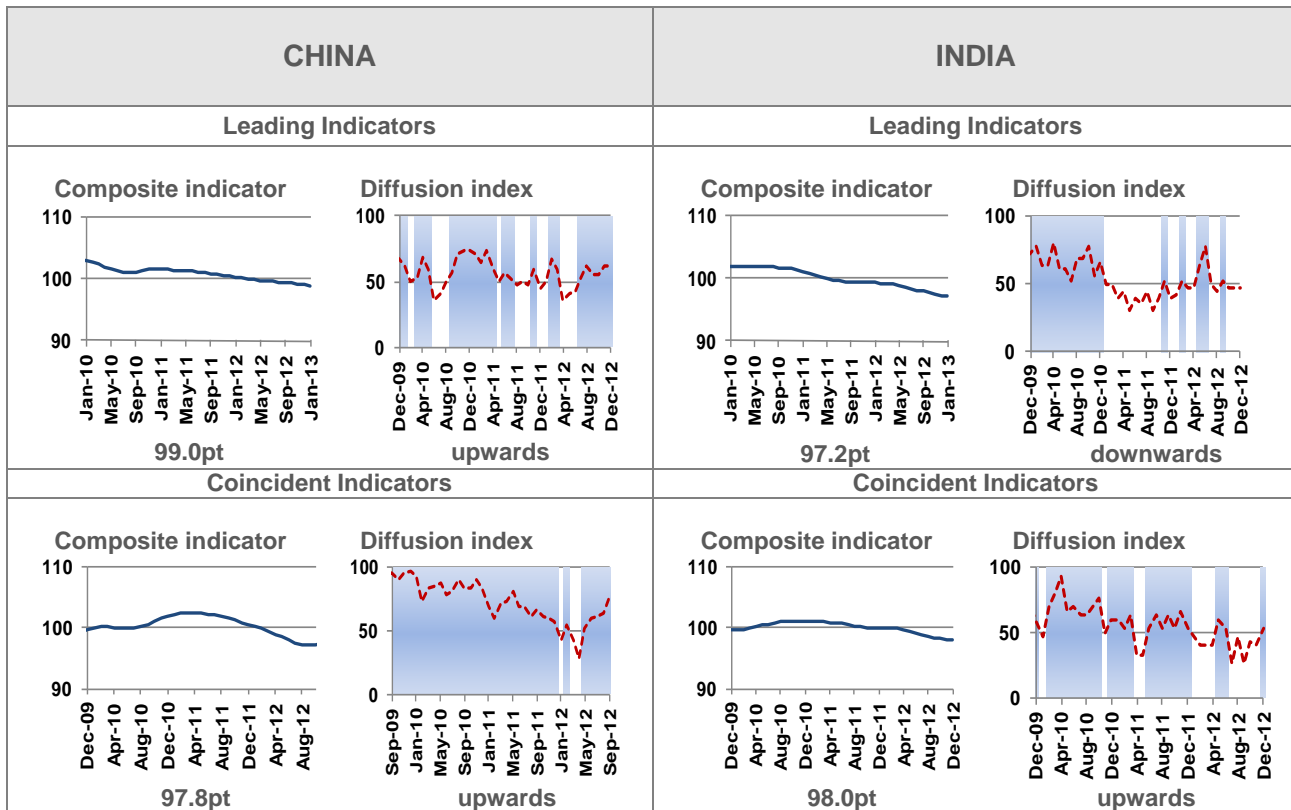 CHINA
INDIA
Leading Indicators
Leading Indicators
Composite indicator
110
100
90
Jan-10
May-10
Sep-10
Jan-11
May-11
Sep-11
Jan-12
May-12
Sep-12
Jan-13
99.0pt
Diffusion index
100
50
0
Dec-09
Apr-10
Aug-10
Dec-10
Apr-11
Aug-11
Dec-11
Apr-12
Aug-12
Dec-12
upwards
Composite indicator
110
100
90
Jan-10
May-10
Sep-10
Jan-11
May-11
Sep-11
Jan-12
May-12
Sep-12
Jan-13
97.2pt
Diffusion index
100
50
0
Dec-09
Apr-10
Aug-10
Dec-10
Apr-11
Aug-11
Dec-11
Apr-12
Aug-12
Dec-12
downwards
Coincident Indicators
Coincident Indicators
Composite indicator
110
100
90
Dec-09
Apr-10
Aug-10
Dec-10
Apr-11
Aug-11
Dec-11
Apr-12
Aug-12
97.8pt
Diffusion index
100
50
0
Sep-09
Jan-10
May-10
Sep-10
Jan-11
May-11
Sep-11
Jan-12
May-12
Sep-12
upwards
Composite indicator
110
100
90
Dec-09
Apr-10
Aug-10
Dec-10
Apr-11
Aug-11
Dec-11
Apr-12
Aug-12
Dec-12
98.0pt
Diffusion index
100
50
0
Dec-09
Apr-10
Aug-10
Dec-10
Apr-11
Aug-11
Dec-11
Apr-12
Aug-12
Dec-12
upwards